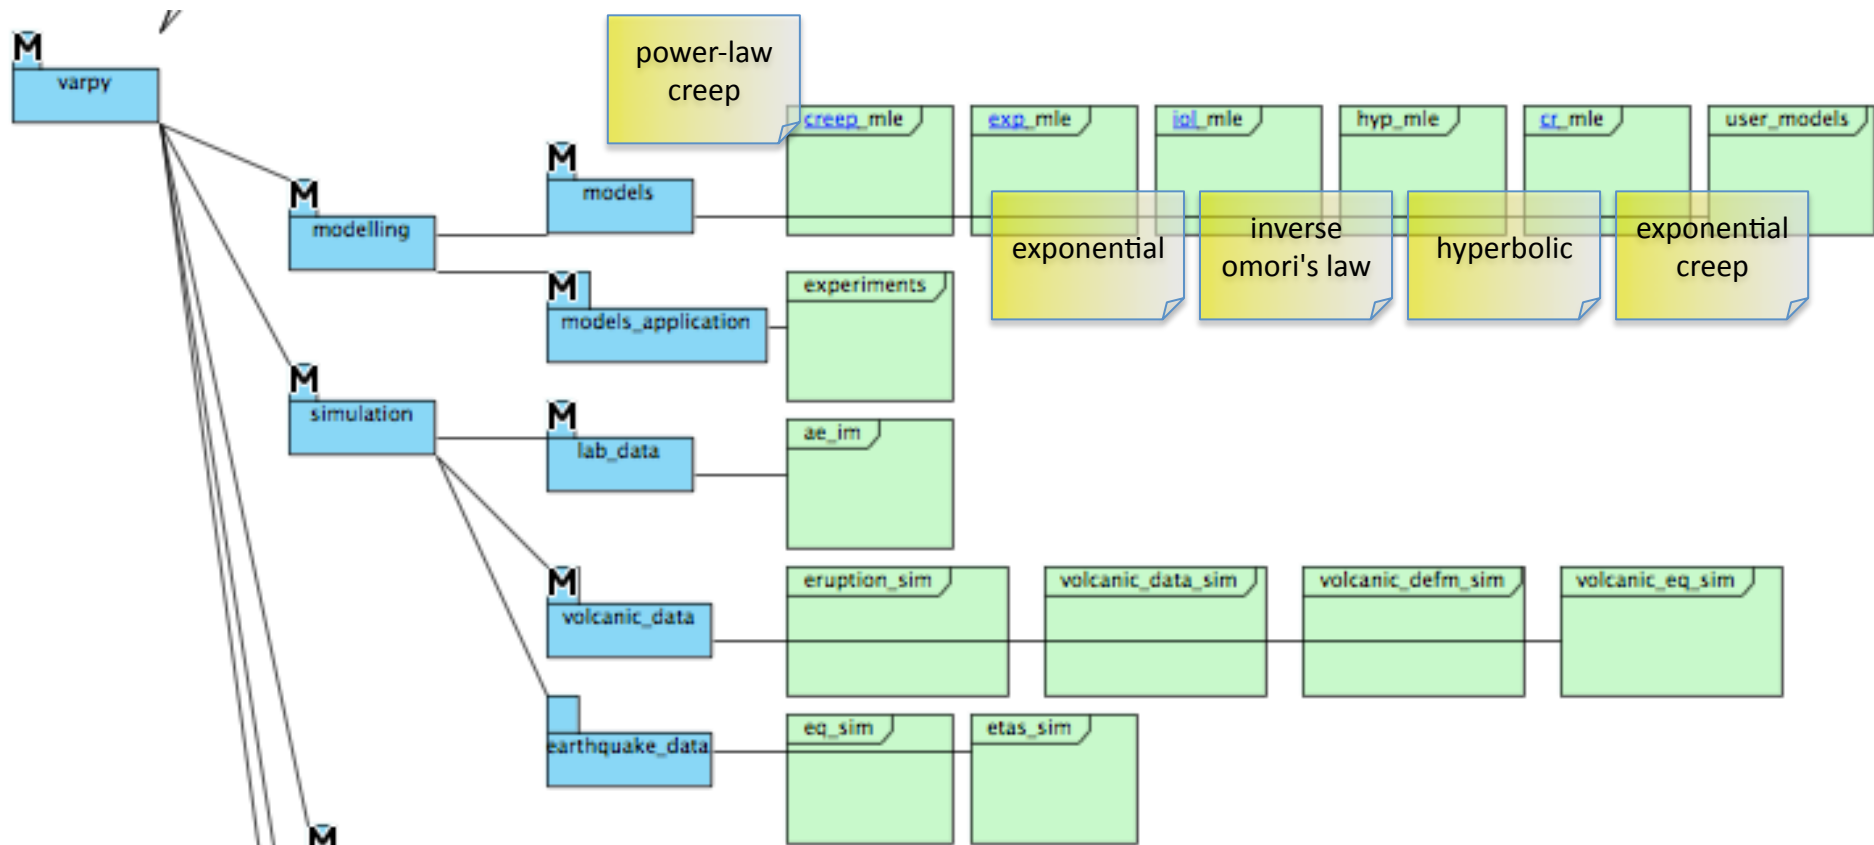 M
varpy
power-law
creep
creep_mle
exp_mle
iol_mle
hyp_mle
cr_mle
user_models
M
models
M
modelling
exponential
inverse
omori's law
hyperbolic
exponential
creep
M
models_application
experiments
M
simulation
M
lab_data
ae_im
M
volcanic_data
eruption_sim
volcanic_data_sim
volcanic_defm_sim
volcanic_eq_sim
earthquake_data
eq_sim
etas_sim
M